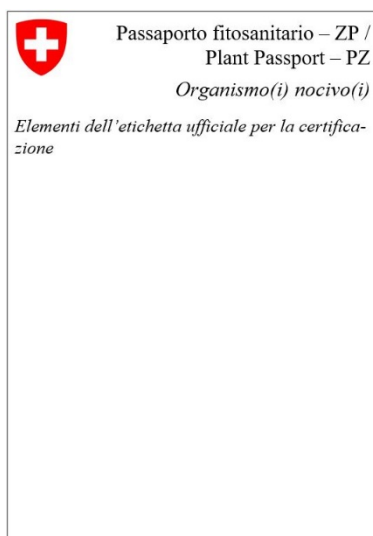 Passaporto fitosanitario – ZP /
Plant Passport – PZ
Organismo(i) nocivo(i)
Elementi dell’etichetta ufficiale per la certifica-
zione